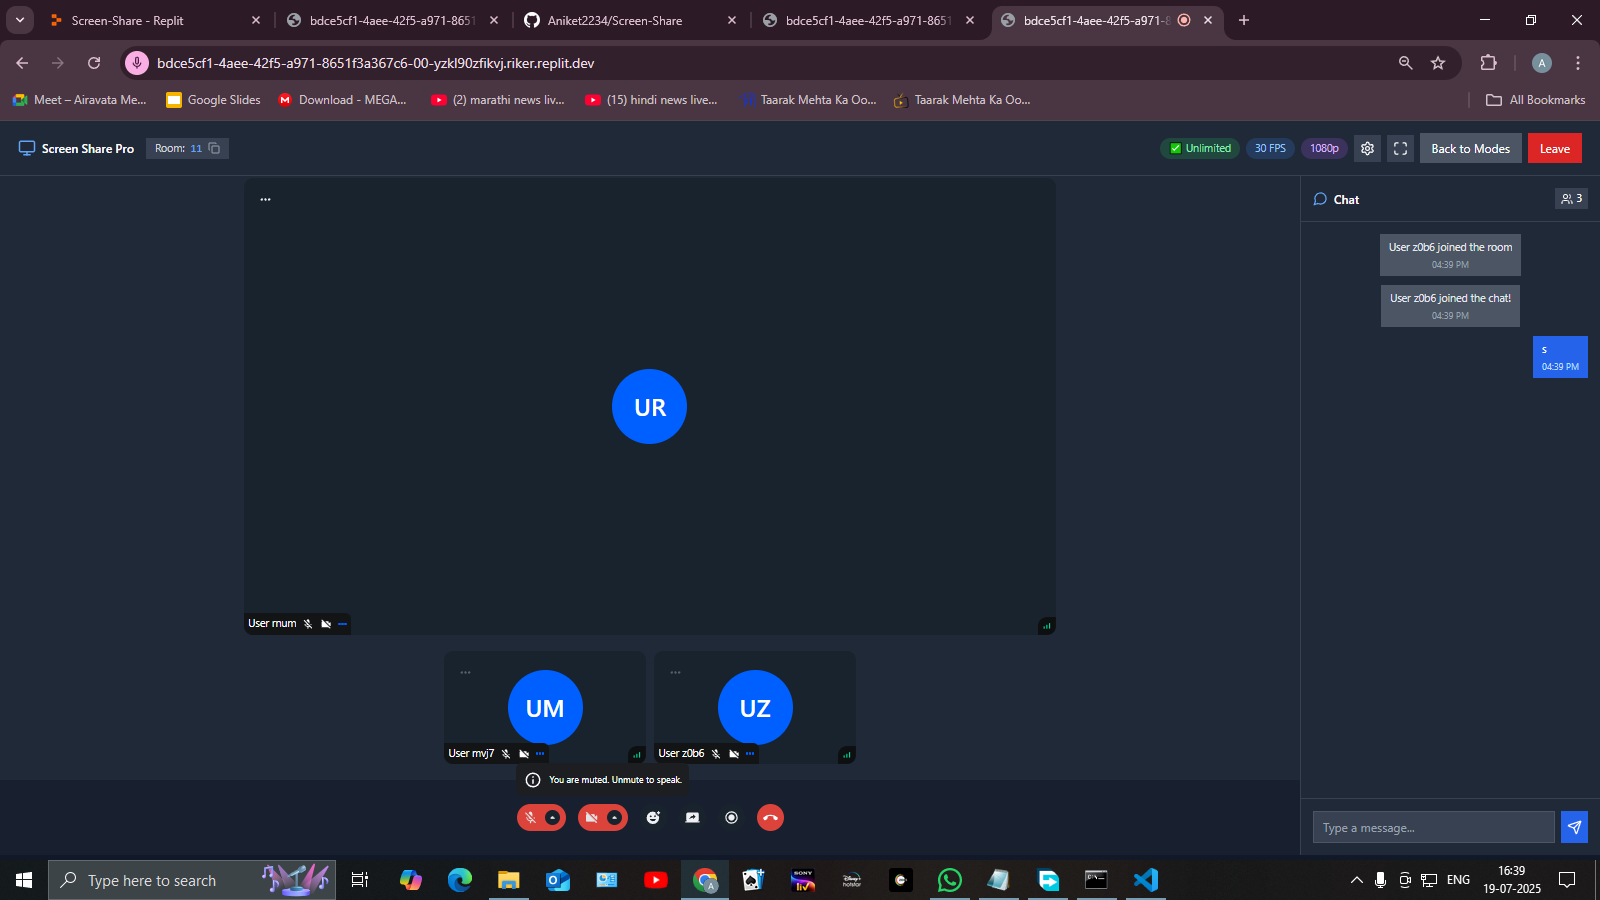 Screen-Share - Replit
bdce5cf1-4aee-42f5-a971-8651
Aniket2234/Screen-Share
bdce5cf1-4aee-42f5-a971-8651
bdce5cf1-4aee-42f5-a971-8
bdce5cf1-4aee-42f5-a971-8651f3a367c6-00-yzkl90zfikvj.riker.replit.dev
A
Meet – Airavata Me...
Google Slides
Download - MEGA...
(2) marathi news liv...
(15) hindi news live...
Taarak Mehta Ka Oo...
Taarak Mehta Ka Oo...
All Bookmarks
Screen Share Pro
Room: 11
Unlimited
30 FPS
1080p
Back to Modes
Leave
UR
User rnum
UM
User mvj7
UZ
User z0b6
You are muted. Unmute to speak.
Chat
3
User z0b6 joined the room
04:39 PM
User z0b6 joined the chat!
04:39 PM
s
04:39 PM
Type a message...
Type here to search
ENG
16:39
19-07-2025